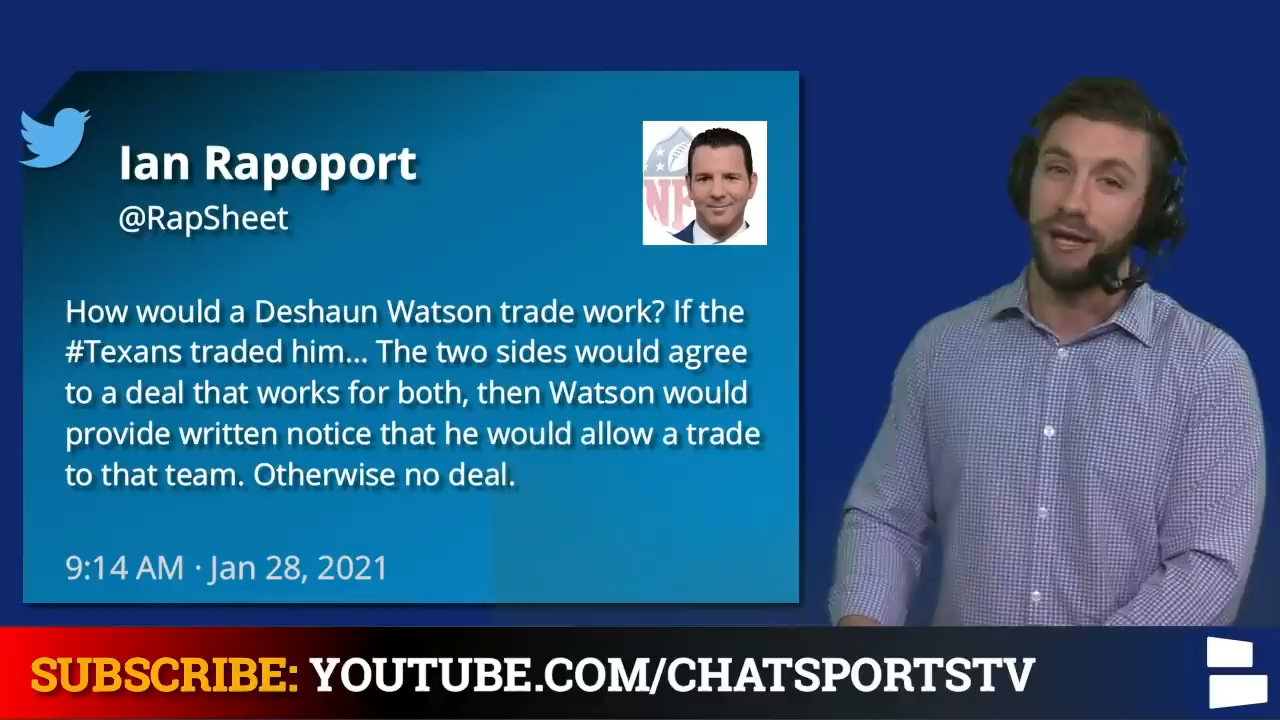 Ian Rapoport
@RapSheet
How would a Deshaun Watson trade work? If the
#Texans traded him... The two sides would agree
to a deal that works for both, then Watson would
provide written notice that he would allow a trade
to that team. Otherwise no deal.
9:14 AM · Jan 28, 2021
SUBSCRIBE: YOUTUBE.COM/CHATSPORTSTV